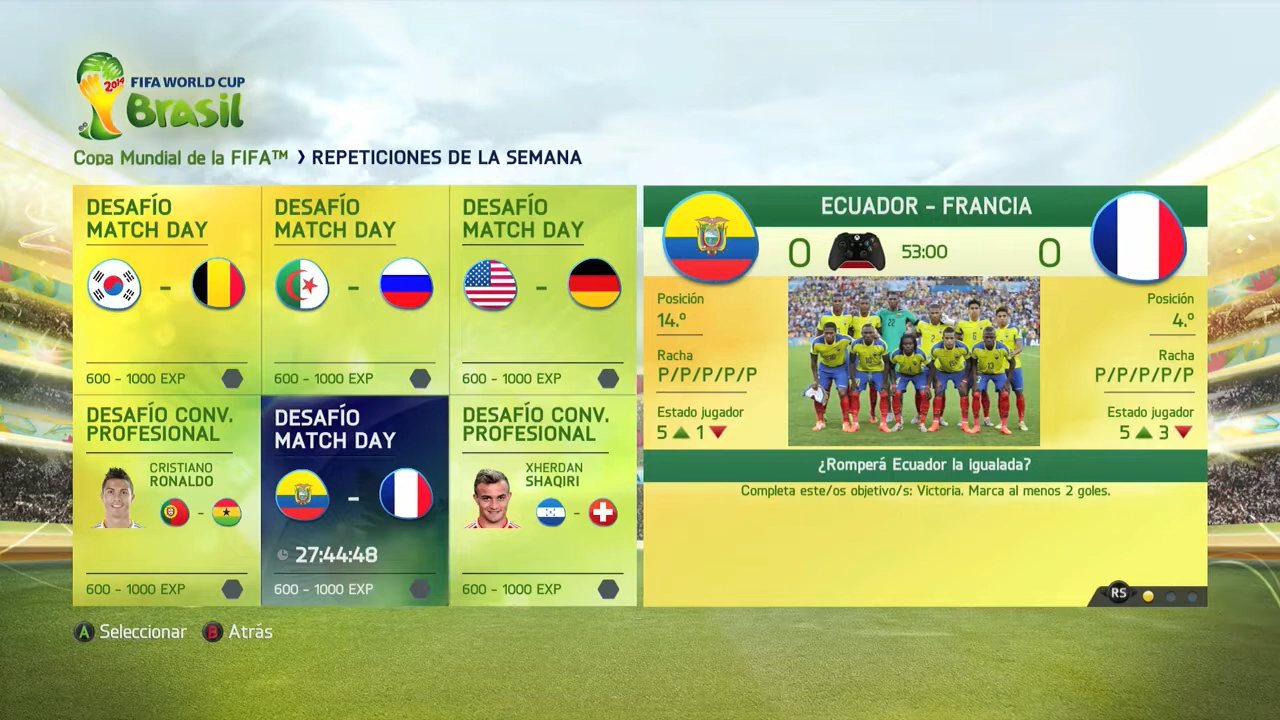 2014
FIFA WORLD CUP
Brasil
Copa Mundial de la FIFA™ ❯ REPETICIONES DE LA SEMANA
DESAFÍO
MATCH DAY
-
600 - 1000 EXP
DESAFÍO
MATCH DAY
-
600 - 1000 EXP
DESAFÍO
MATCH DAY
-
600 - 1000 EXP
DESAFÍO CONV.
PROFESIONAL
CRISTIANO
RONALDO
-
600 - 1000 EXP
DESAFÍO
MATCH DAY
-
27:44:48
600 - 1000 EXP
DESAFÍO CONV.
PROFESIONAL
XHERDAN
SHAQIRI
-
600 - 1000 EXP
ECUADOR - FRANCIA
0 53:00 0
Posición
14.º
Racha
P/P/P/P/P
Estado jugador
5 ▲ 1 ▼
Posición
4.º
Racha
P/P/P/P/P
Estado jugador
5 ▲ 3 ▼
¿Romperá Ecuador la igualada?
Completa este/os objetivo/s: Victoria. Marca al menos 2 goles.
RS
A Seleccionar B Atrás